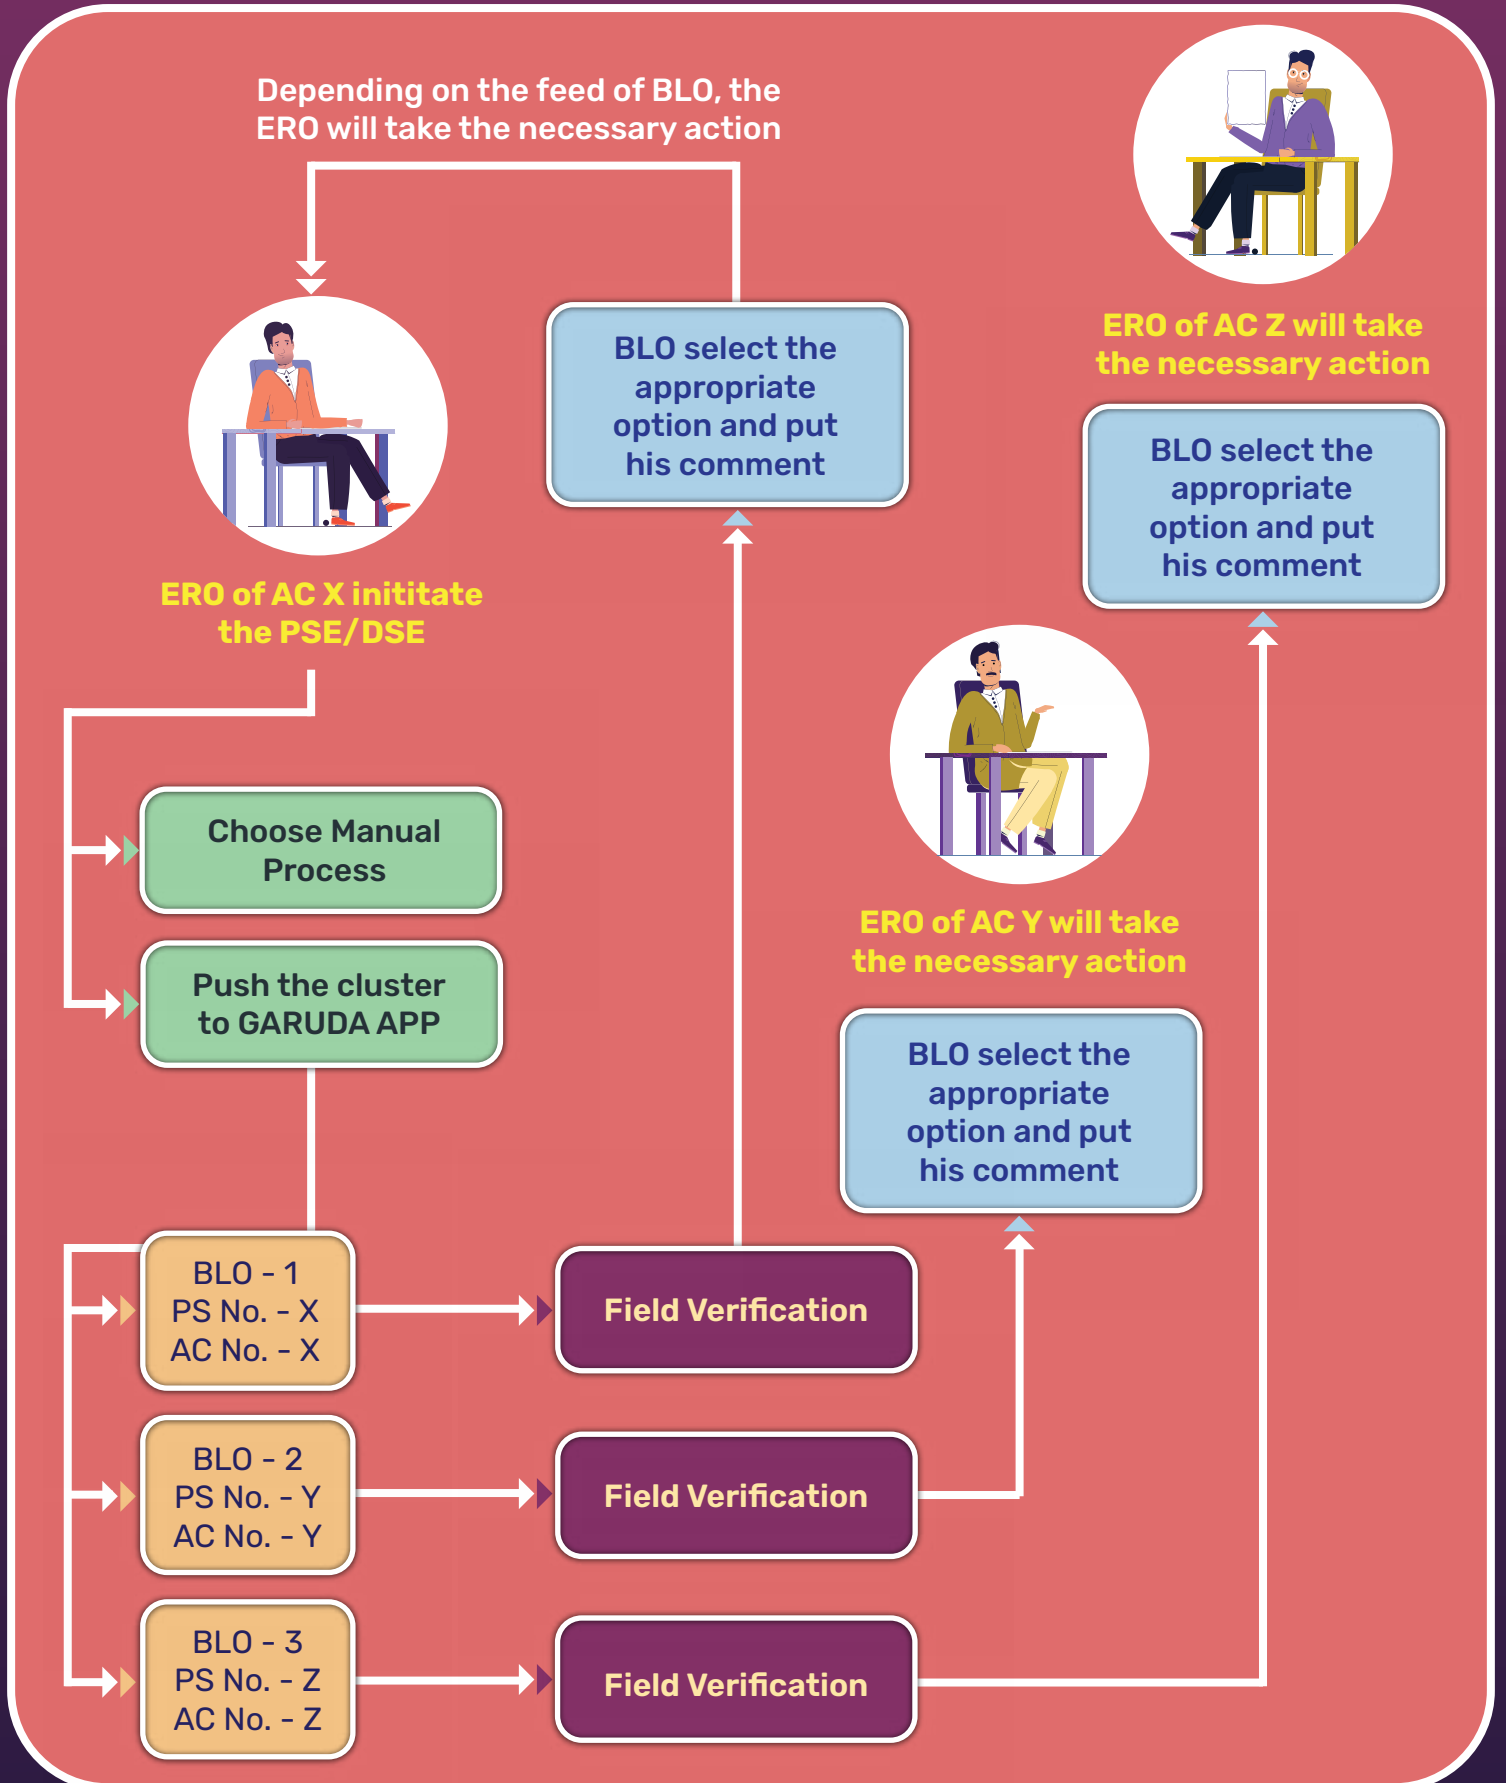 Depending on the feed of BLO, the
ERO will take the necessary action
BLO select the
appropriate
option and put
his comment
ERO of AC Z will take
the necessary action
BLO select the
appropriate
option and put
his comment
ERO of AC X inititate
the PSE/DSE
Choose Manual
Process
Push the cluster
to GARUDA APP
ERO of AC Y will take
the necessary action
BLO select the
appropriate
option and put
his comment
BLO - 1
PS No. - X
AC No. - X
Field Verification
BLO - 2
PS No. - Y
AC No. - Y
Field Verification
BLO - 3
PS No. - Z
AC No. - Z
Field Verification